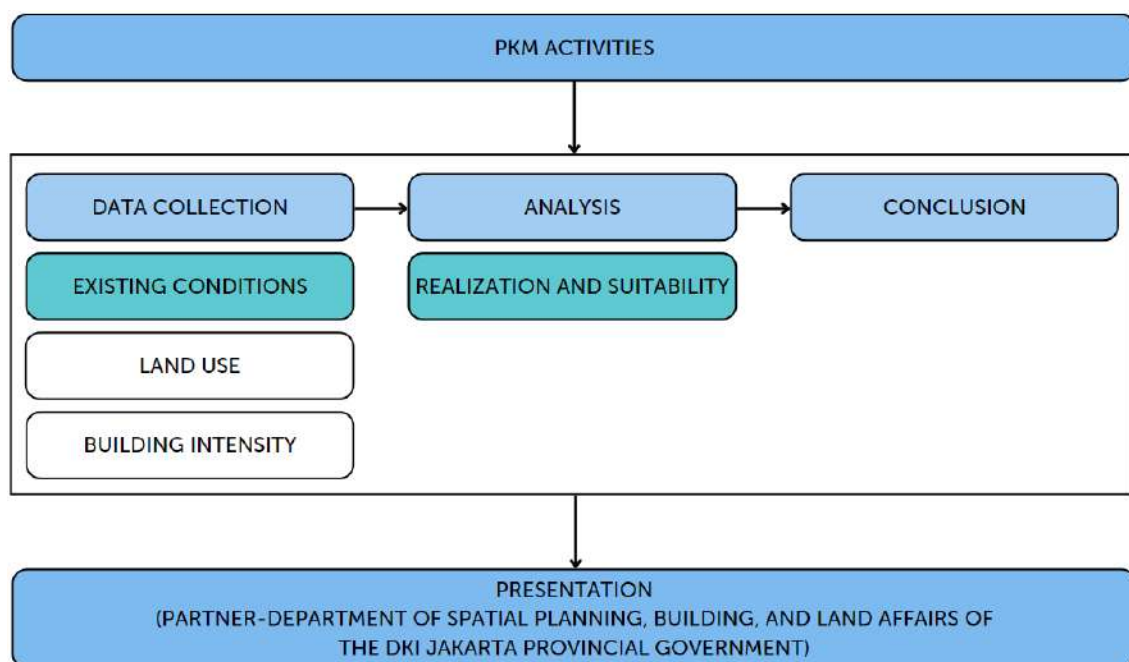 PKM ACTIVITIES
DATA COLLECTION
ANALYSIS
CONCLUSION
EXISTING CONDITIONS
REALIZATION AND SUITABILITY
LAND USE
BUILDING INTENSITY
PRESENTATION
(PARTNER-DEPARTMENT OF SPATIAL PLANNING, BUILDING, AND LAND AFFAIRS OF
THE DKI JAKARTA PROVINCIAL GOVERNMENT)